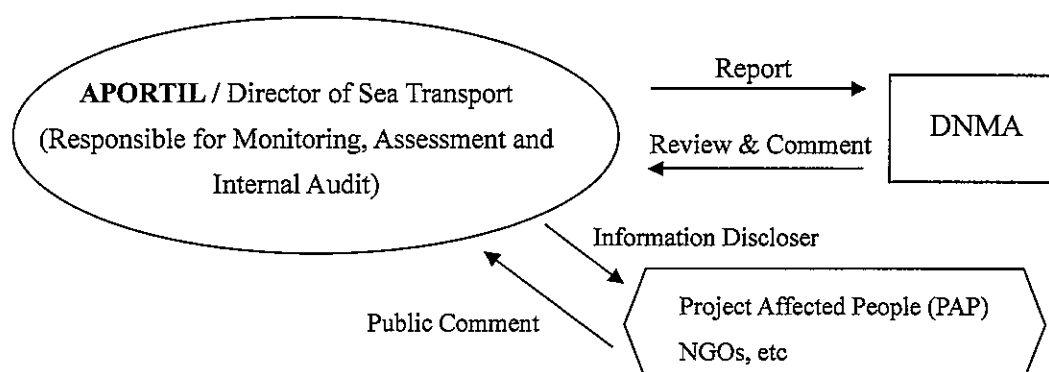 APORTIL / Director of Sea Transport
(Responsible for Monitoring, Assessment and
Internal Audit)
Report
DNMA
Review & Comment
Information Discloser
Public Comment
Project Affected People (PAP)
NGOs, etc